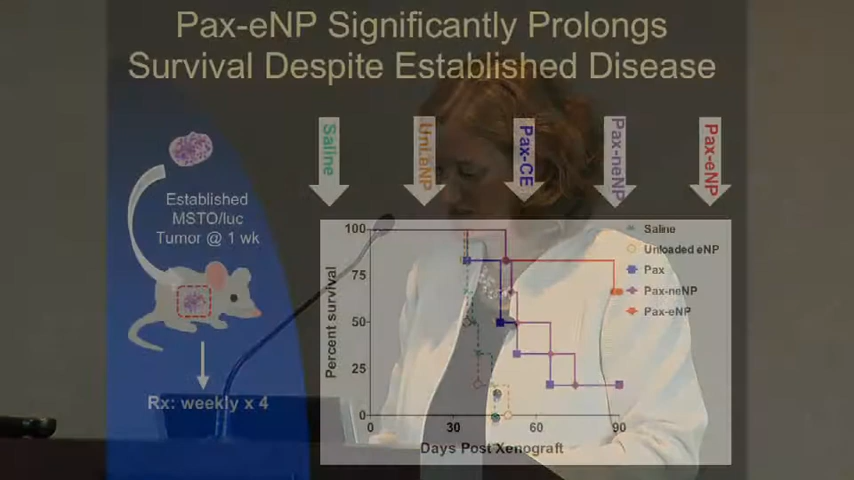 Pax-eNP Significantly Prolongs
Survival Despite Established Disease
Saline
Uni.eNP
Pax-CE
Pax-neNP
Pax-eNP
Established
MSTO/luc
Tumor @ 1 wk
Rx: weekly x 4
Percent survival
100
75
50
25
0
0 30 60 90
Days Post Xenograft
Saline
Unloaded eNP
Pax
Pax-neNP
Pax-eNP